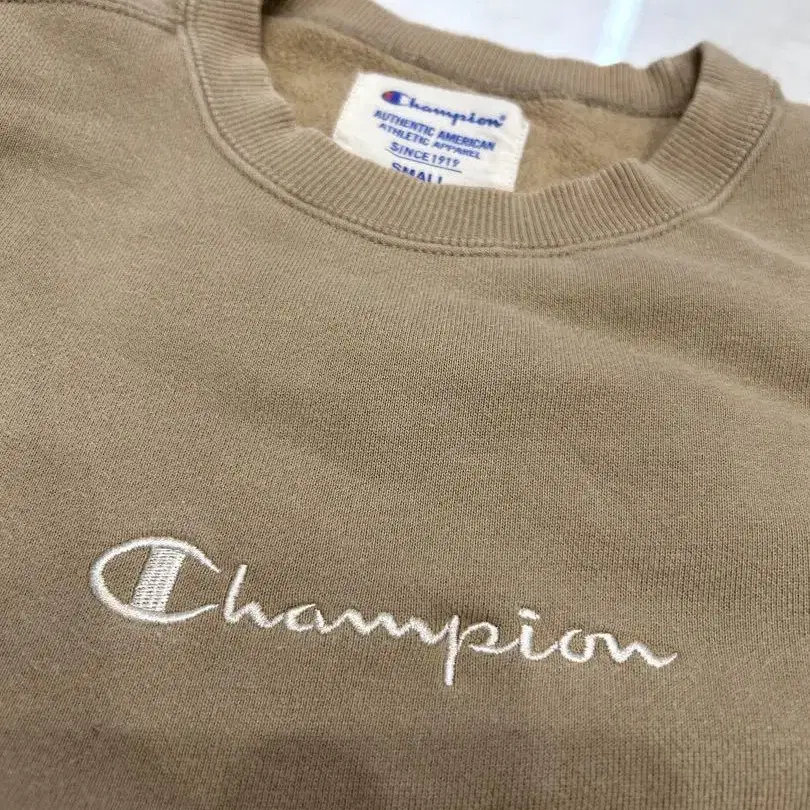 Champion
AUTHENTIC AMERICAN
ATHLETIC APPAREL
SINCE 1919
SMALL
Champion